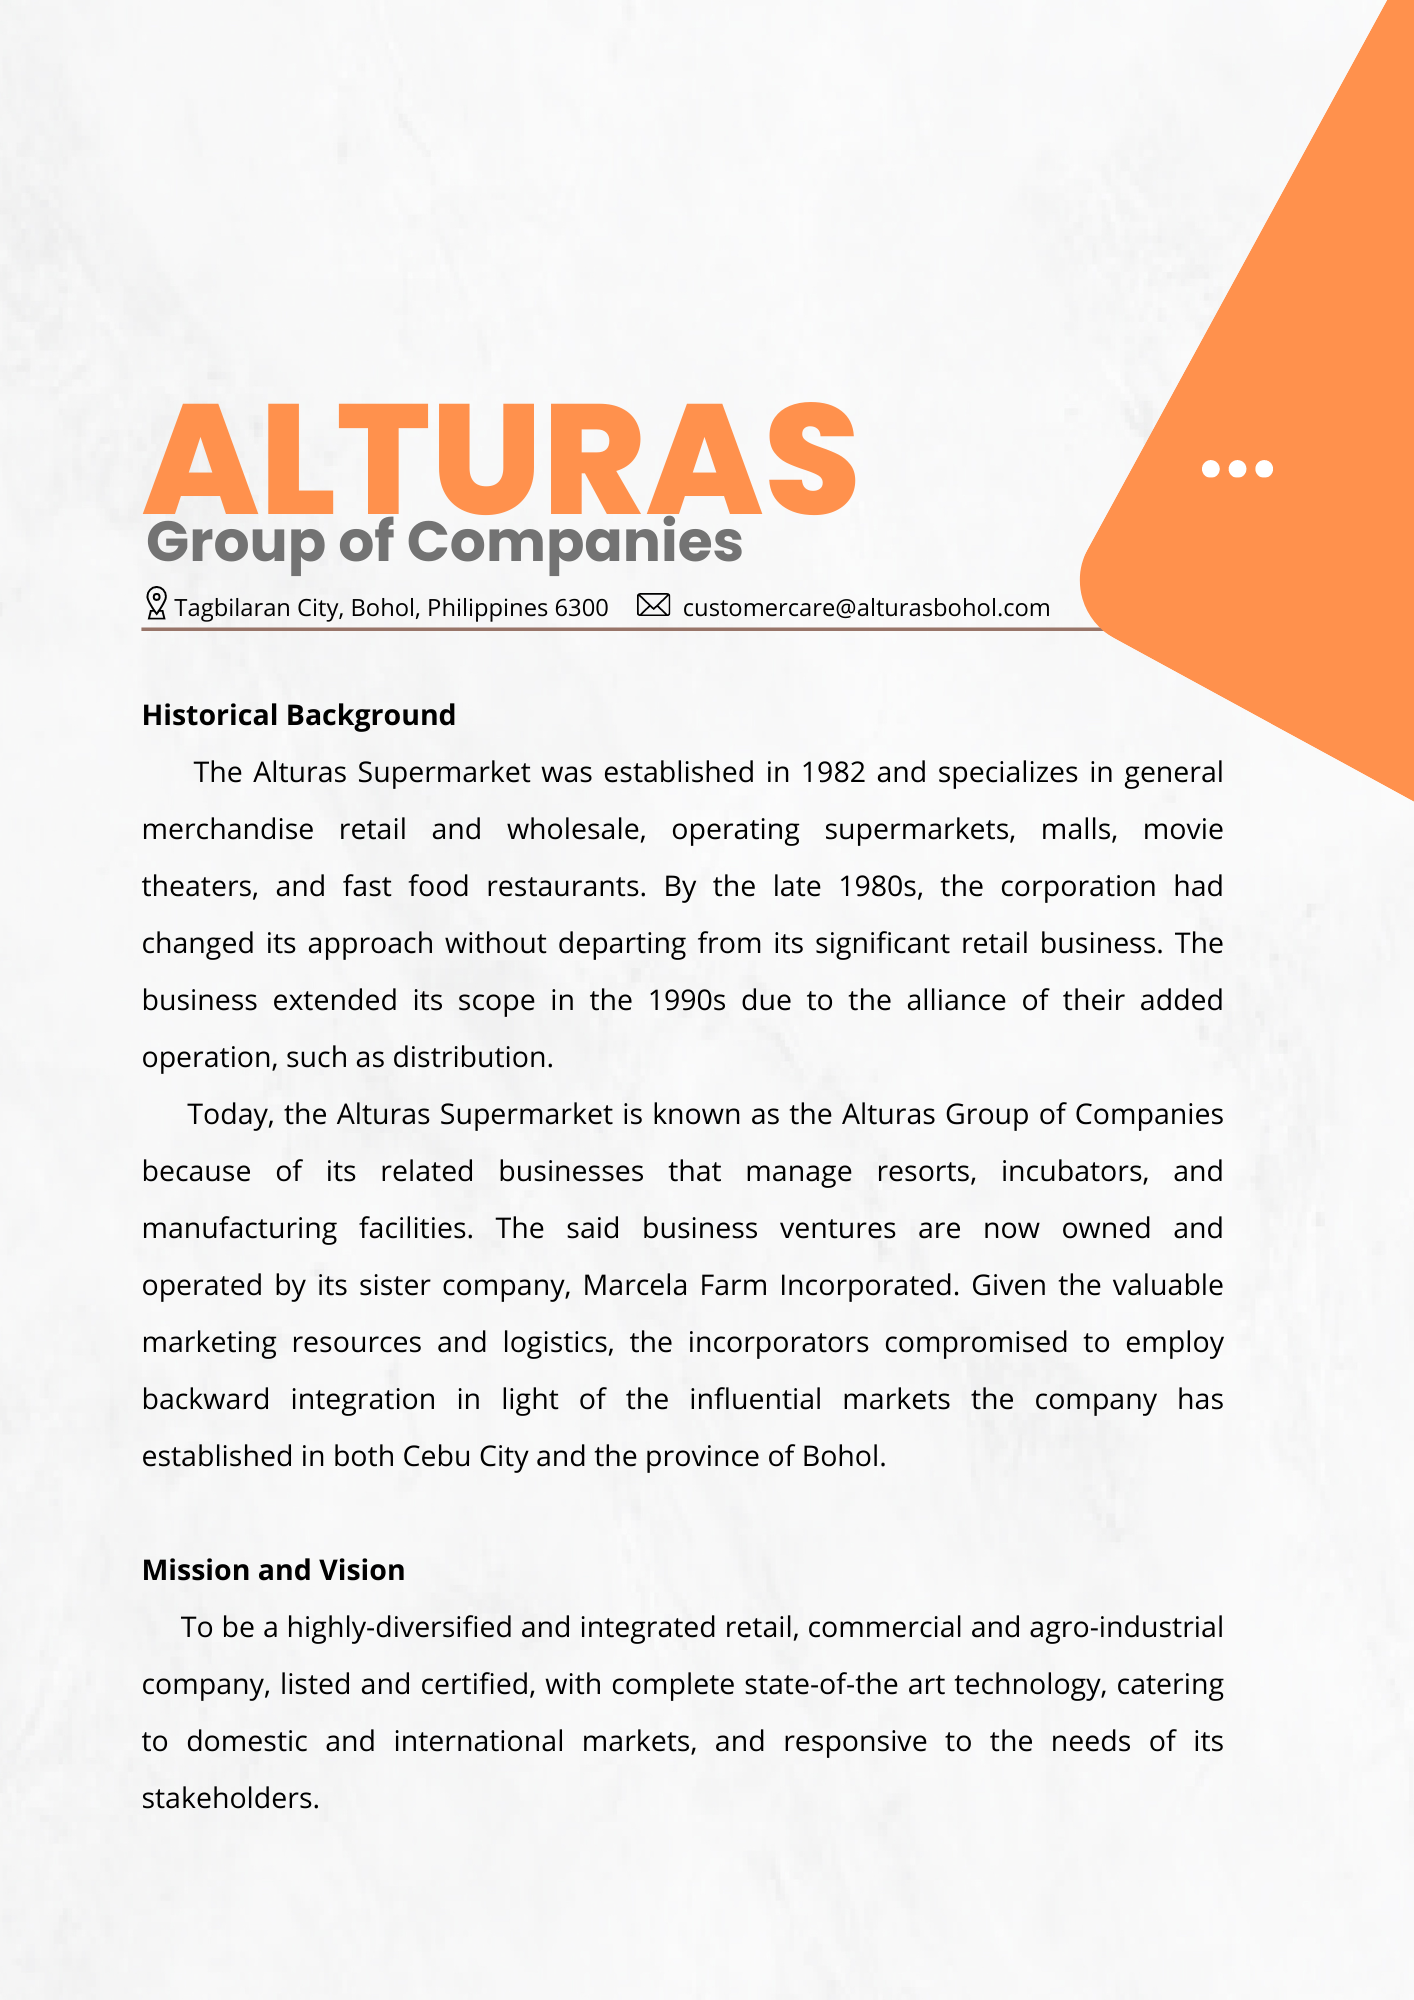 ALTURAS
Group of Companies
Tagbilaran City, Bohol, Philippines 6300 customercare@alturasbohol.com
Historical Background
The Alturas Supermarket was established in 1982 and specializes in general
merchandise retail and wholesale, operating supermarkets, malls, movie
theaters, and fast food restaurants. By the late 1980s, the corporation had
changed its approach without departing from its significant retail business. The
business extended its scope in the 1990s due to the alliance of their added
operation, such as distribution.
Today, the Alturas Supermarket is known as the Alturas Group of Companies
because of its related businesses that manage resorts, incubators, and
manufacturing facilities. The said business ventures are now owned and
operated by its sister company, Marcela Farm Incorporated. Given the valuable
marketing resources and logistics, the incorporators compromised to employ
backward integration in light of the influential markets the company has
established in both Cebu City and the province of Bohol.
Mission and Vision
To be a highly-diversified and integrated retail, commercial and agro-industrial
company, listed and certified, with complete state-of-the art technology, catering
to domestic and international markets, and responsive to the needs of its
stakeholders.